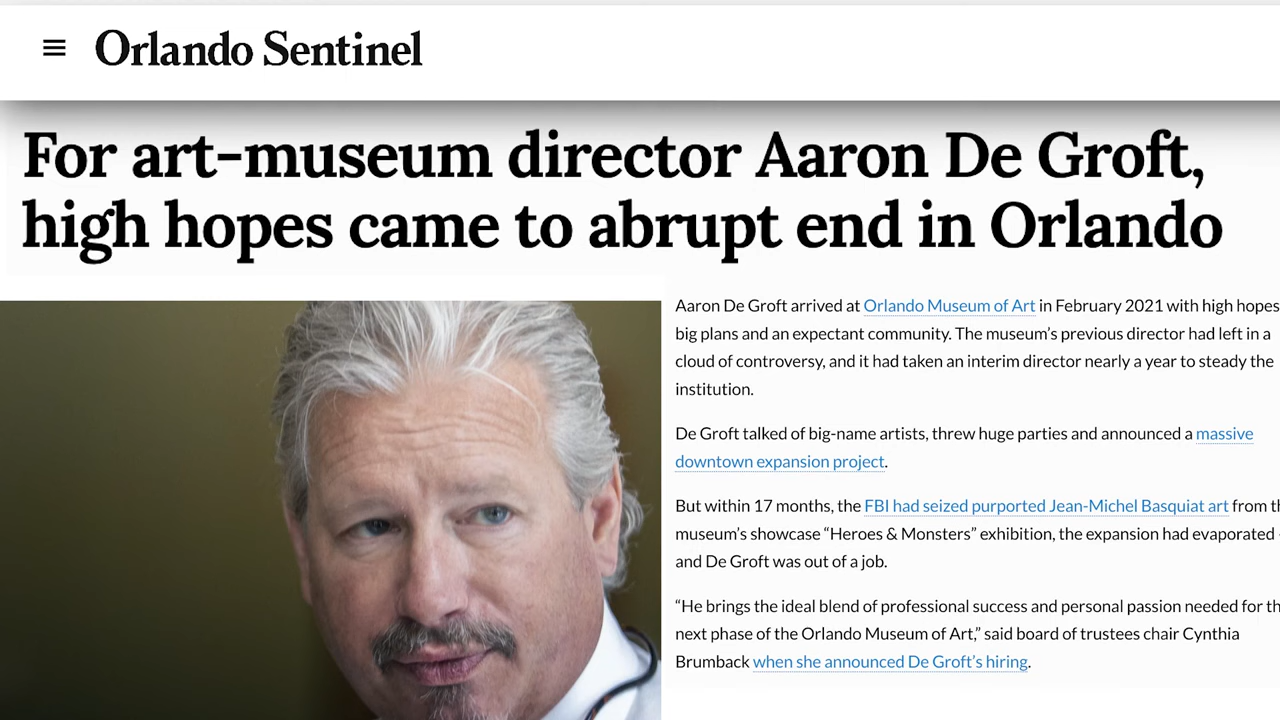 Orlando Sentinel
For art-museum director Aaron De Groft,
high hopes came to abrupt end in Orlando
Aaron De Groft arrived at Orlando Museum of Art in February 2021 with high hopes
big plans and an expectant community. The museum’s previous director had left in a
cloud of controversy, and it had taken an interim director nearly a year to steady the
institution.
De Groft talked of big-name artists, threw huge parties and announced a massive
downtown expansion project.
But within 17 months, the FBI had seized purported Jean-Michel Basquiat art from
museum’s showcase “Heroes & Monsters” exhibition, the expansion had evaporated
and De Groft was out of a job.
“He brings the ideal blend of professional success and personal passion needed for
next phase of the Orlando Museum of Art,” said board of trustees chair Cynthia
Brumback when she announced De Groft’s hiring.